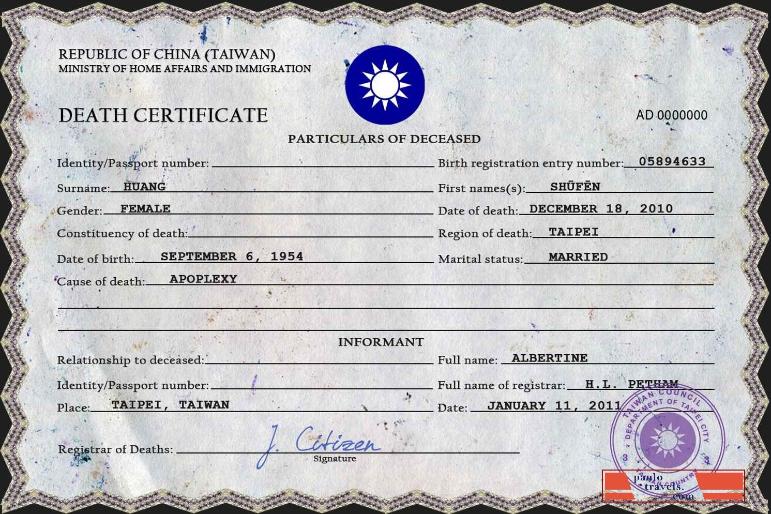 REPUBLIC OF CHINA (TAIWAN)
MINISTRY OF HOME AFFAIRS AND IMMIGRATION
DEATH CERTIFICATE
AD 0000000
PARTICULARS OF DECEASED
Identity/Passport number: Birth registration entry number: 05894633
Surname: HUANG First names(s): SHŪFĒN
Gender: FEMALE Date of death: DECEMBER 18, 2010
Constituency of death: Region of death: TAIPEI
Date of birth: SEPTEMBER 6, 1954 Marital status: MARRIED
Cause of death: APOPLEXY
INFORMANT
Relationship to deceased: Full name: ALBERTINE
Identity/Passport number: Full name of registrar: H.L. PETHAM
Place: TAIPEI, TAIWAN Date: JANUARY 11, 2011
TAIWAN COUNCIL
DEPARTMENT OF TAIPEI CITY
Registrar of Deaths: J. Citizen
Signature
paulo
travels.
com